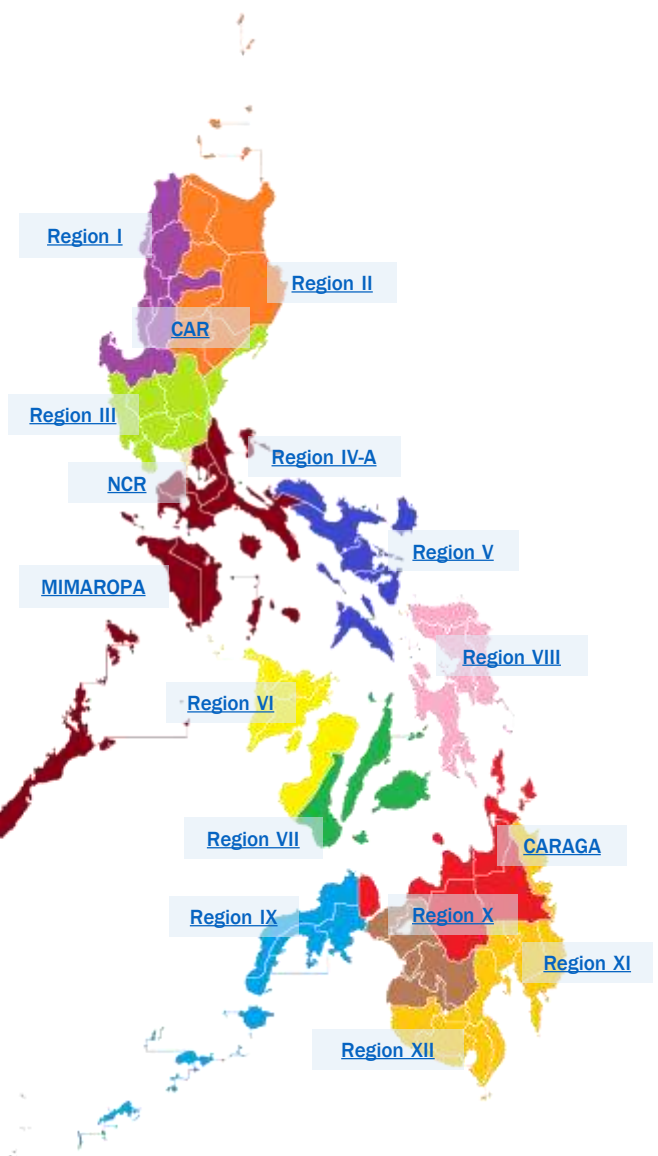 Region I
Region II
CAR
Region III
Region IV-A
NCR
Region V
MIMAROPA
Region VIII
Region VI
Region VII
CARAGA
Region IX
Region X
Region XI
Region XII